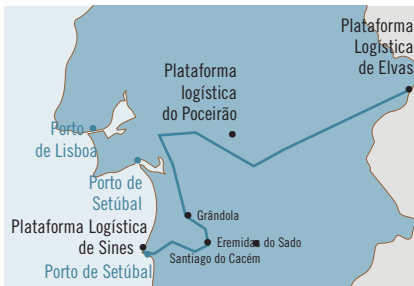 Plataforma
Logística
de Elvas
Plataforma
logística
do Poceirão
Porto
de Lisboa
Porto de
Setúbal
Grândola
Plataforma Logística
de Sines
Eremidas do Sado
Santiago do Cacém
Porto de Setúbal